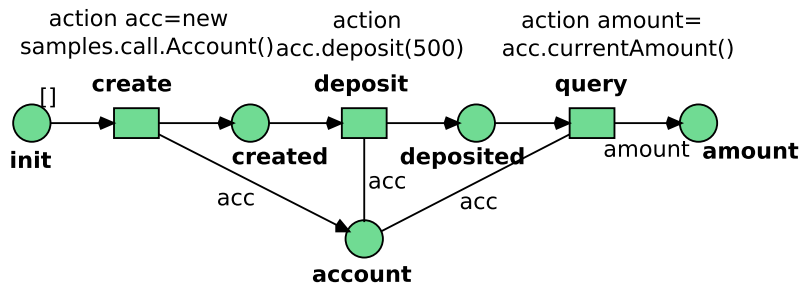 action acc=new
samples.call.Account()
action
acc.deposit(500)
action amount=
acc.currentAmount()
create
deposit
query
[]
init
created
deposited
amount
amount
acc
acc
acc
account